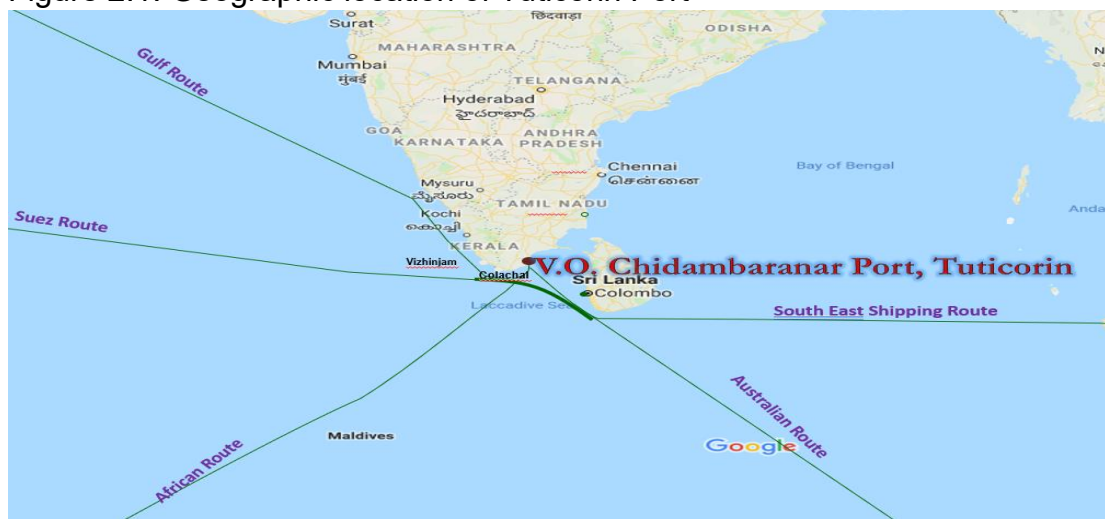 Figure 2.1: Geographic location of Tuticorin Port
Surat
छिंदवाड़ा
ODISHA
MAHARASHTRA
Mumbai
मुंबई
Gulf Route
TELANGANA
Hyderabad
హైదరాబాద్
GOA
KARNATAKA
ANDHRA
PRADESH
Chennai
சென்னை
Bay of Bengal
Mysuru
ಮೈಸೂರು
TAMIL NADU
Anda
Suez Route
Kochi
കൊച്ചി
KERALA
Vizhinjam
Colachal
V.O. Chidambaranar Port, Tuticorin
Sri Lanka
Colombo
Laccadive Sea
South East Shipping Route
Australian Route
Maldives
Google
African Route